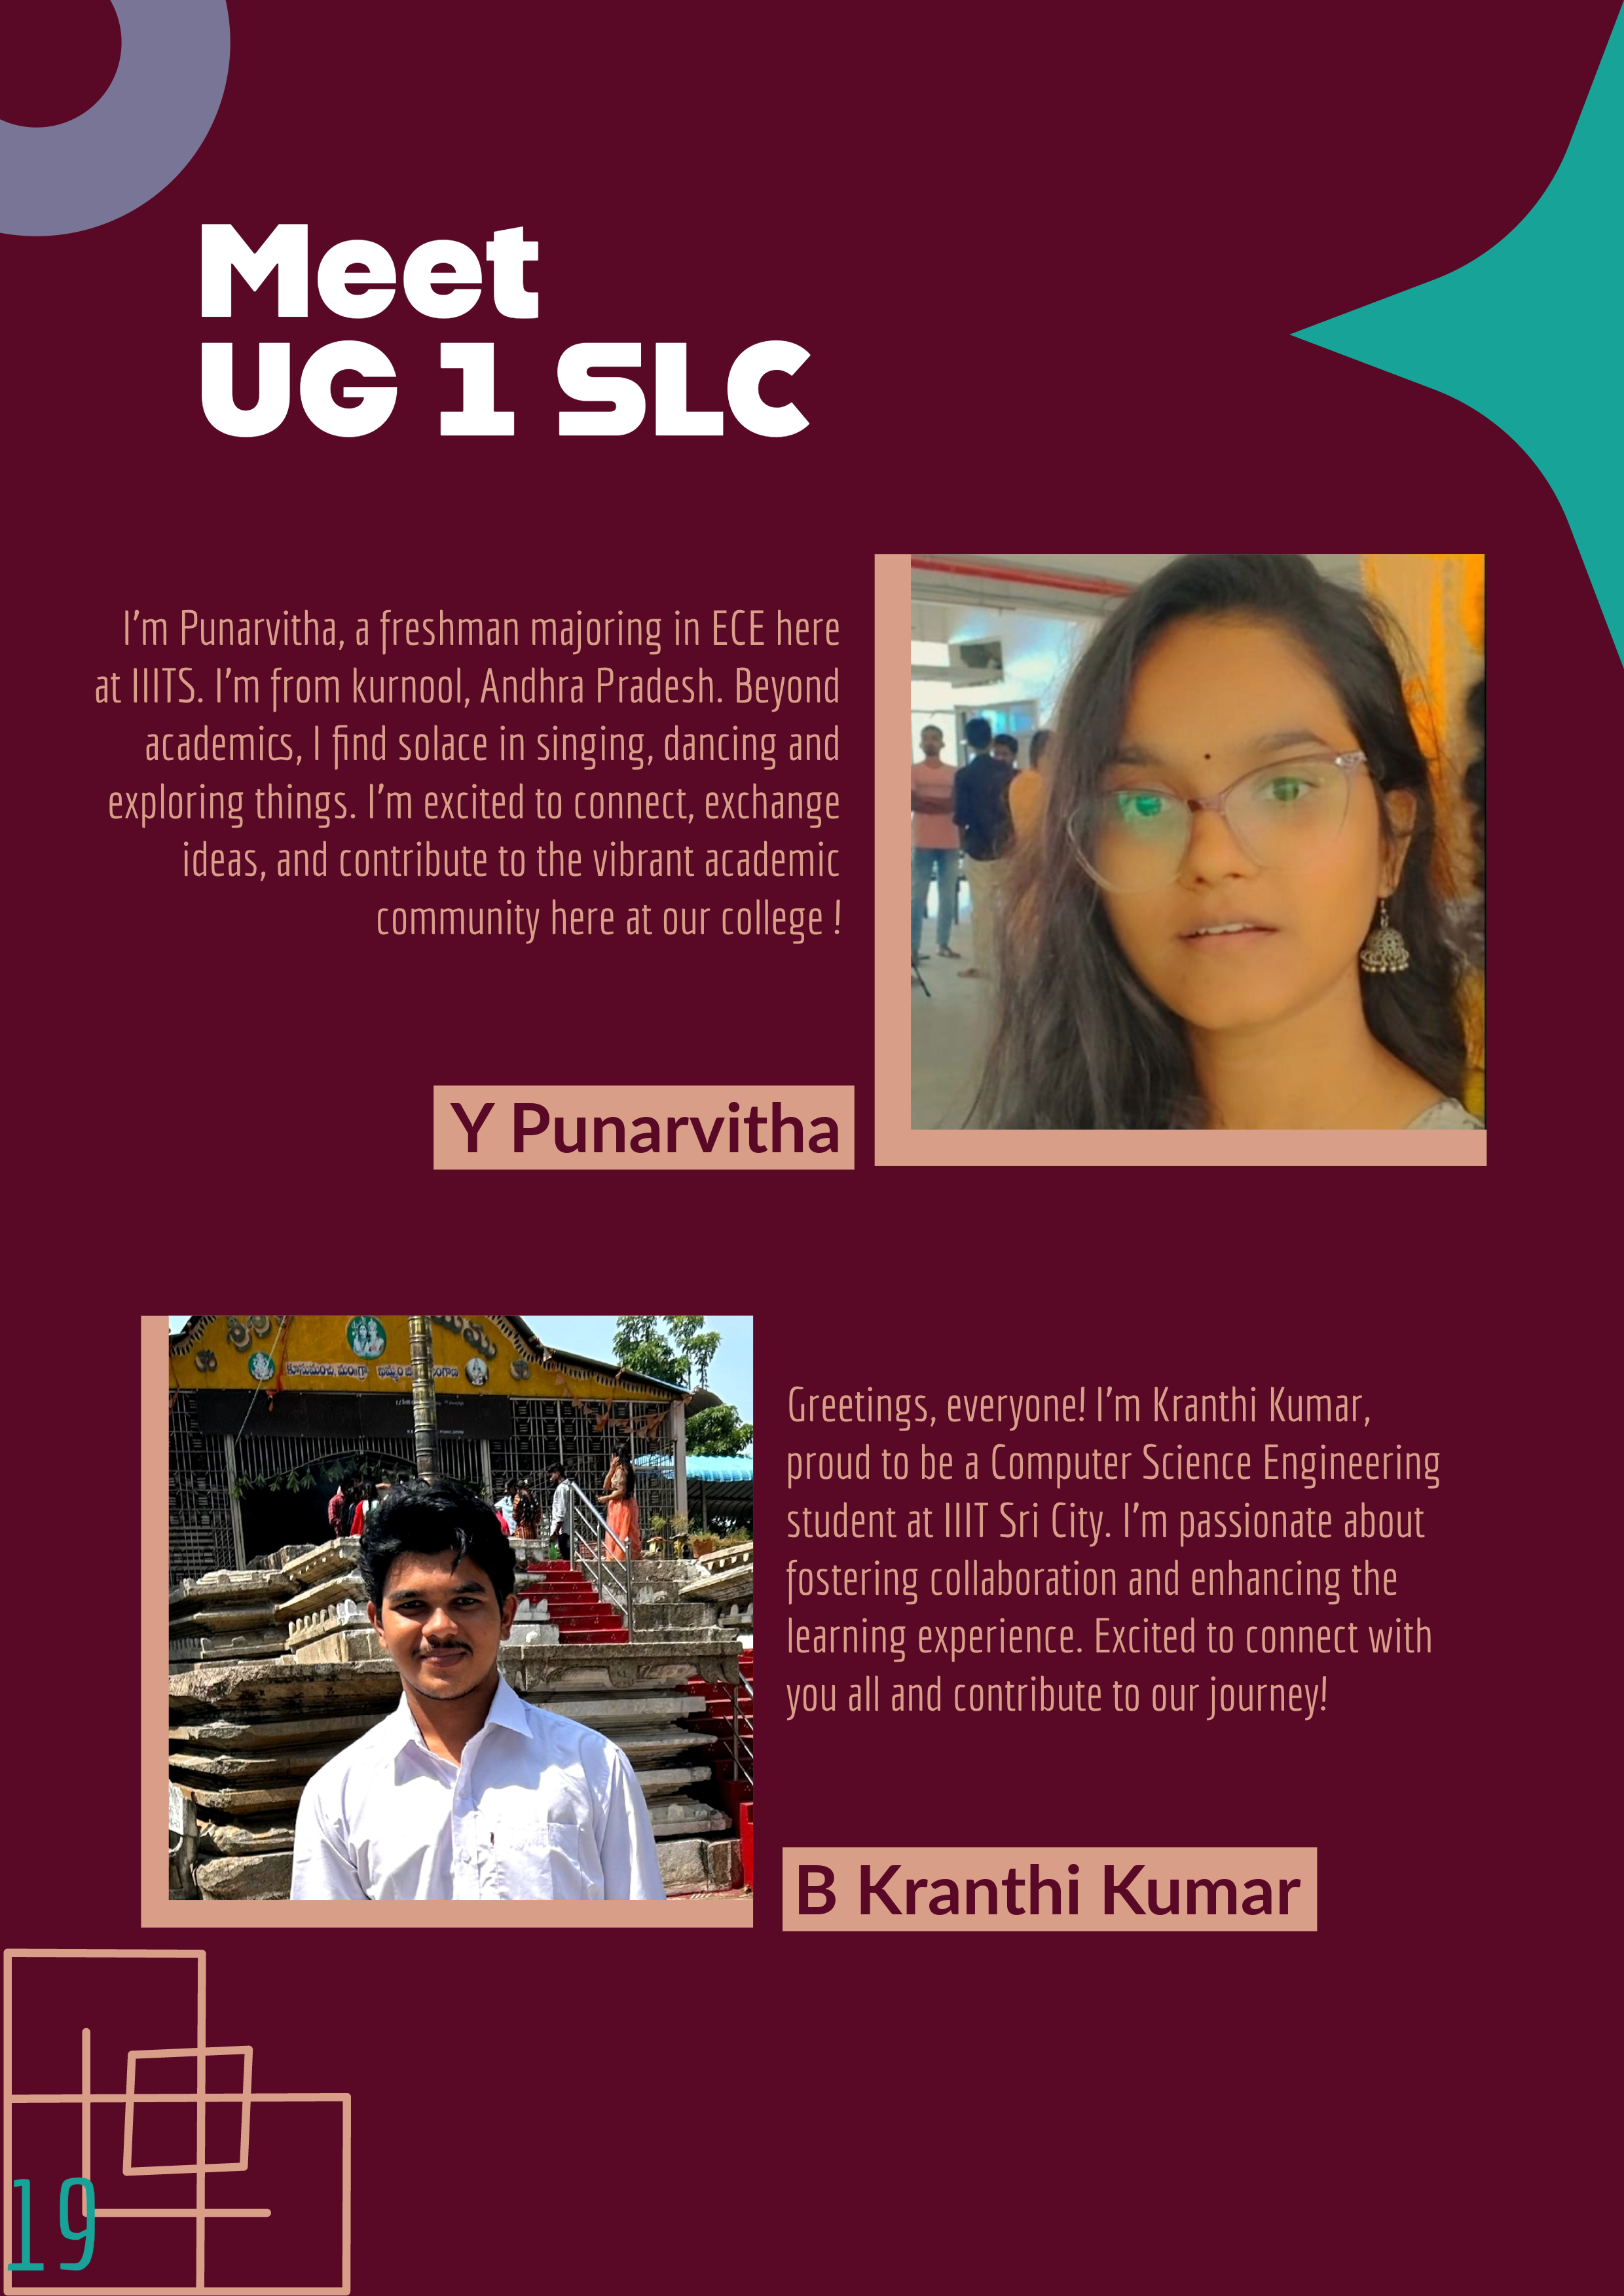 Meet
UG 1 SLC
I'm Punarvitha, a freshman majoring in ECE here
at IIITS. I'm from kurnool, Andhra Pradesh. Beyond
academics, I find solace in singing, dancing and
exploring things. I'm excited to connect, exchange
ideas, and contribute to the vibrant academic
community here at our college !
Y Punarvitha
Greetings, everyone! I'm Kranthi Kumar,
proud to be a Computer Science Engineering
student at IIIT Sri City. I'm passionate about
fostering collaboration and enhancing the
learning experience. Excited to connect with
you all and contribute to our journey!
B Kranthi Kumar
19